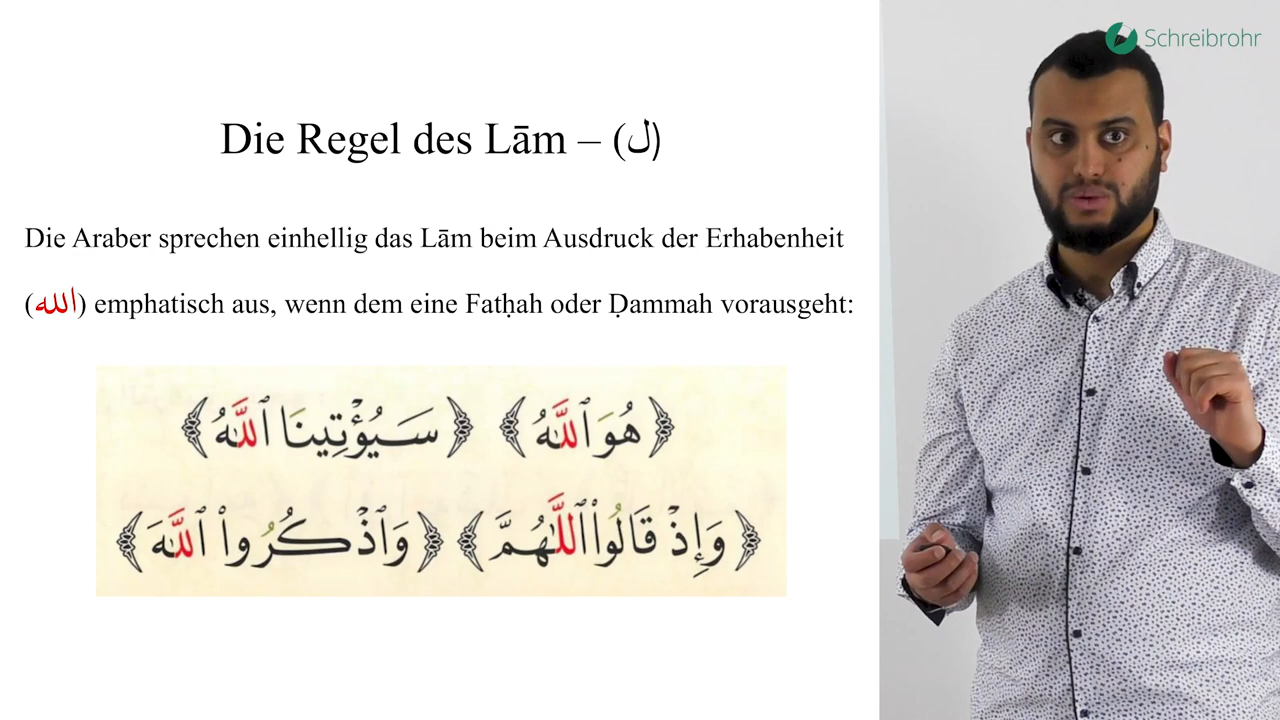 Schreibrohr
Die Regel des Lām – (ل)
Die Araber sprechen einhellig das Lām beim Ausdruck der Erhabenheit
(الله) emphatisch aus, wenn dem eine Fatḥah oder Ḍammah vorausgeht:
﴿هُوَ ٱللَّهُ﴾ ﴿سَيُؤْتِينَا ٱللَّهُ﴾
﴿وَإِذْ قَالُوا۟ ٱللَّهُمَّ﴾ ﴿وَٱذْكُرُوا۟ ٱللَّهَ﴾